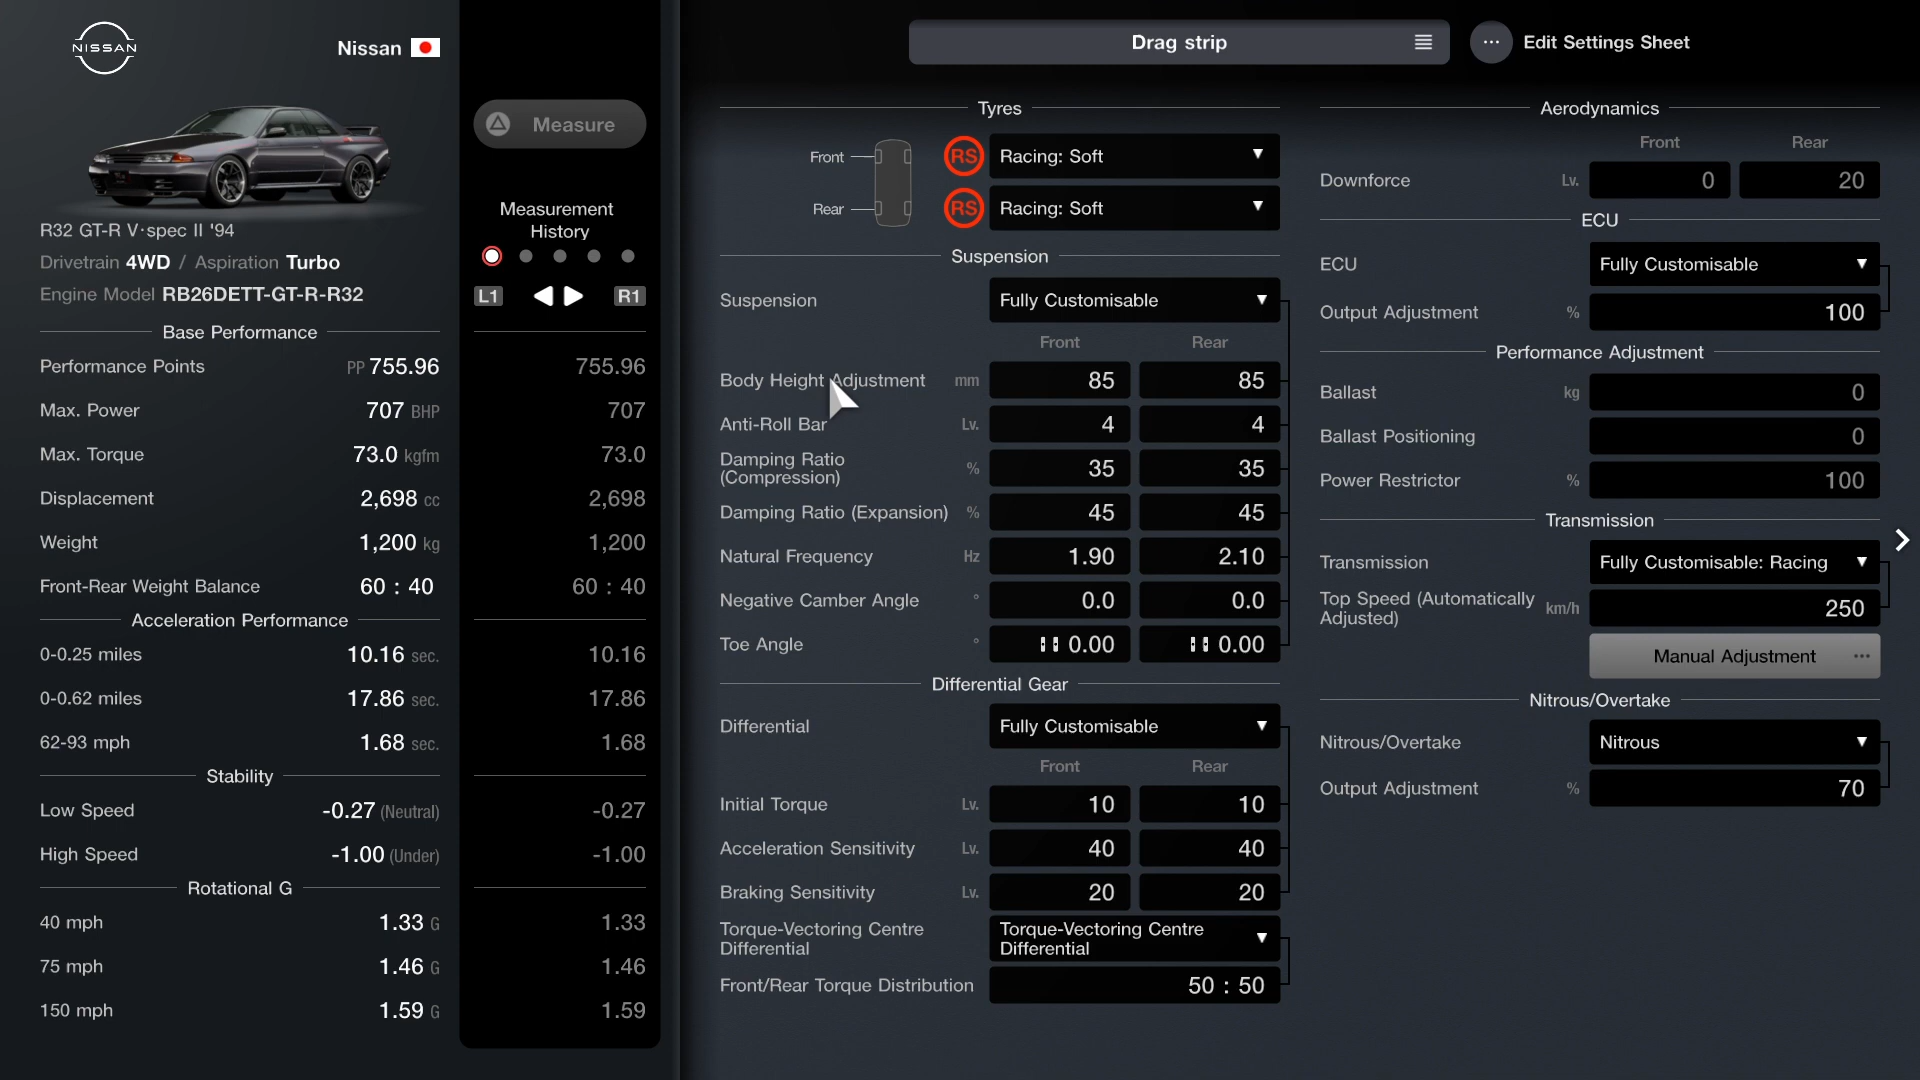 NISSAN
Nissan
R32 GT-R V·spec II '94
Drivetrain 4WD / Aspiration Turbo
Engine Model RB26DETT-GT-R-R32
Base Performance
Performance Points PP 755.96
Max. Power 707 BHP
Max. Torque 73.0 kgfm
Displacement 2,698 cc
Weight 1,200 kg
Front-Rear Weight Balance 60 : 40
Acceleration Performance
0-0.25 miles 10.16 sec.
0-0.62 miles 17.86 sec.
62-93 mph 1.68 sec.
Stability
Low Speed -0.27 (Neutral)
High Speed -1.00 (Under)
Rotational G
40 mph 1.33 G
75 mph 1.46 G
150 mph 1.59 G
Measure
Measurement
History
L1 R1
755.96
707
73.0
2,698
1,200
60 : 40
10.16
17.86
1.68
-0.27
-1.00
1.33
1.46
1.59
Drag strip
Edit Settings Sheet
Tyres
Front RS Racing: Soft
Rear RS Racing: Soft
Suspension
Suspension Fully Customisable
Front Rear
Body Height Adjustment mm 85 85
Anti-Roll Bar Lv. 4 4
Damping Ratio
(Compression) % 35 35
Damping Ratio (Expansion) % 45 45
Natural Frequency Hz 1.90 2.10
Negative Camber Angle ° 0.0 0.0
Toe Angle ° 0.00 0.00
Differential Gear
Differential Fully Customisable
Front Rear
Initial Torque Lv. 10 10
Acceleration Sensitivity Lv. 40 40
Braking Sensitivity Lv. 20 20
Torque-Vectoring Centre
Differential
Torque-Vectoring Centre
Differential
Front/Rear Torque Distribution 50 : 50
Aerodynamics
Front Rear
Downforce Lv. 0 20
ECU
ECU Fully Customisable
Output Adjustment % 100
Performance Adjustment
Ballast kg 0
Ballast Positioning 0
Power Restrictor % 100
Transmission
Transmission Fully Customisable: Racing
Top Speed (Automatically
Adjusted) km/h 250
Manual Adjustment
Nitrous/Overtake
Nitrous/Overtake Nitrous
Output Adjustment % 70